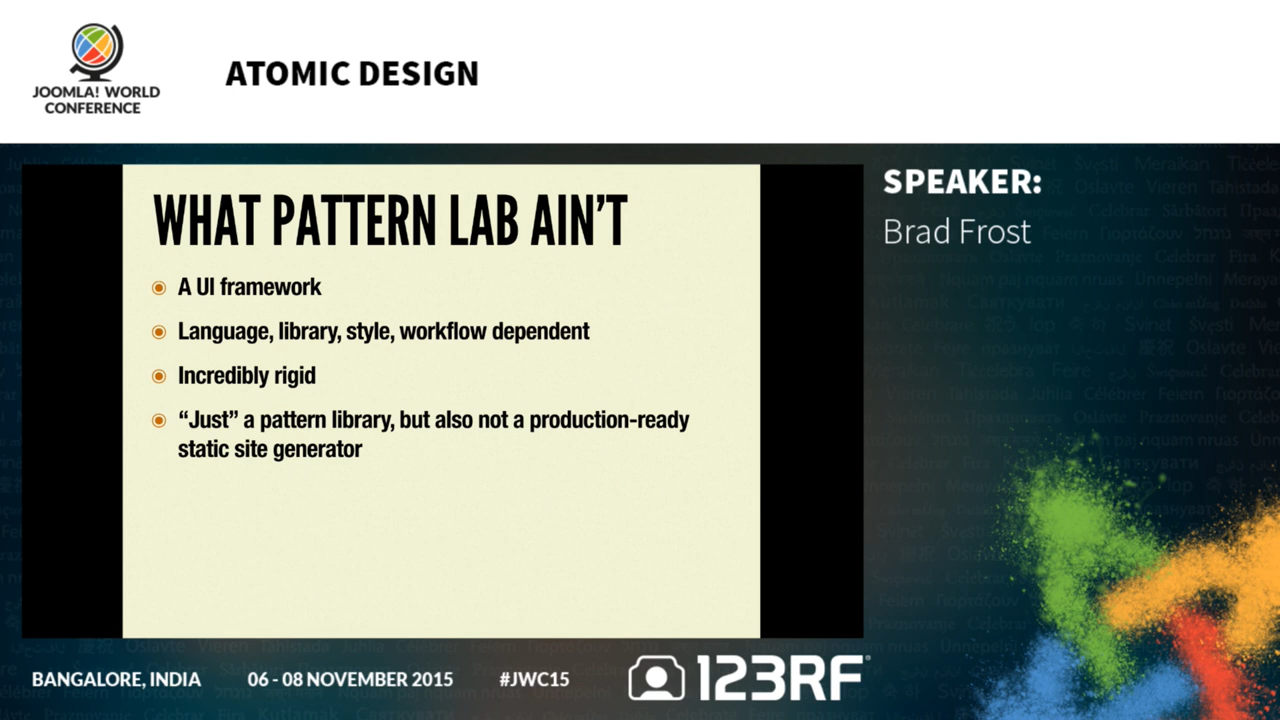 JOOMLA! WORLD
CONFERENCE
ATOMIC DESIGN
WHAT PATTERN LAB AIN’T
A UI framework
Language, library, style, workflow dependent
Incredibly rigid
“Just” a pattern library, but also not a production-ready
static site generator
SPEAKER:
Brad Frost
BANGALORE, INDIA
06 - 08 NOVEMBER 2015
#JWC15
123RF®